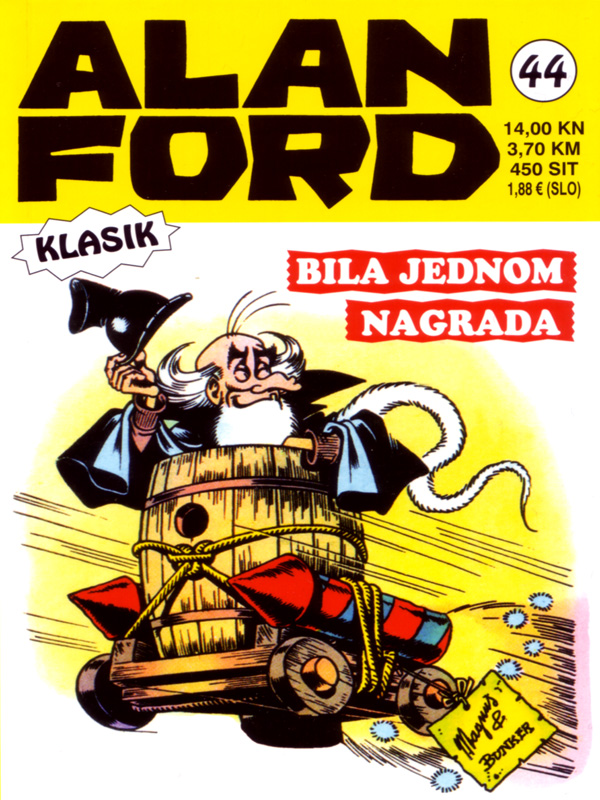 ALAN
FORD
44
14,00 KN
3,70 KM
450 SIT
1,88 € (SLO)
KLASIK
BILA JEDNOM
NAGRADA
Magnus
&
BUNKER